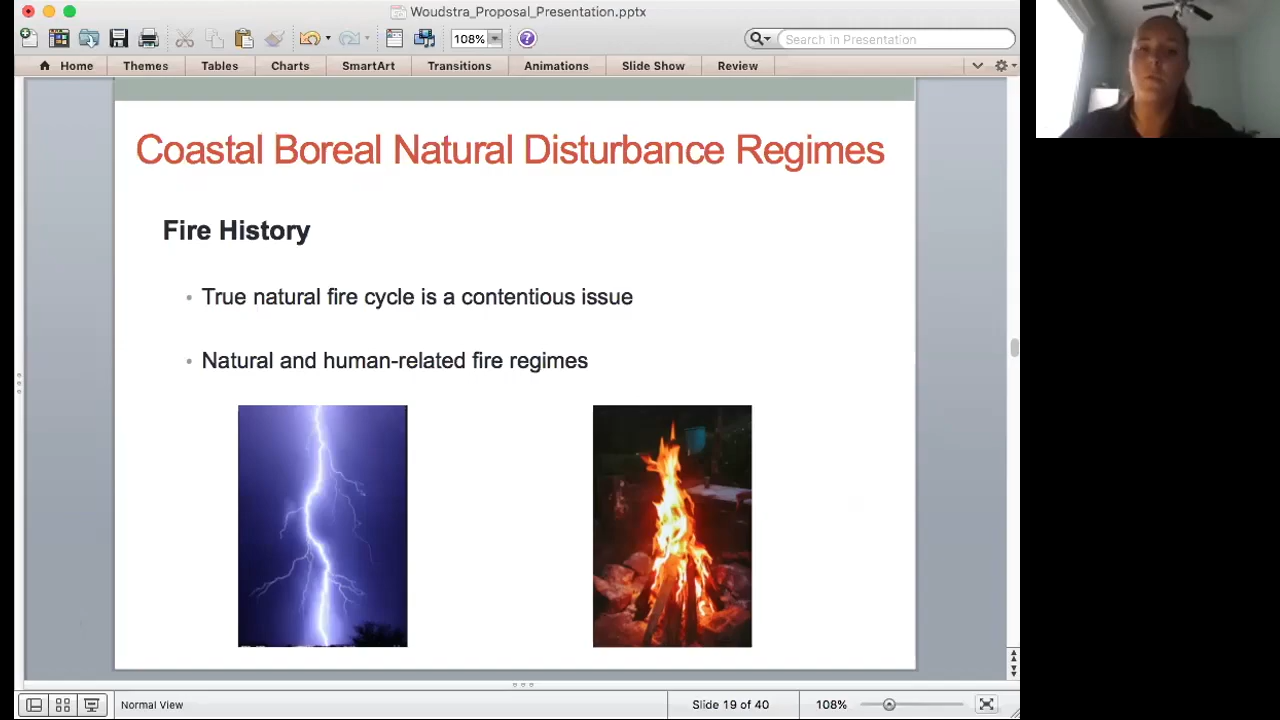 Woudstra_Proposal_Presentation.pptx
108%
Search in Presentation
Home Themes Tables Charts SmartArt Transitions Animations Slide Show Review
Coastal Boreal Natural Disturbance Regimes
Fire History
• True natural fire cycle is a contentious issue
• Natural and human-related fire regimes
Normal View Slide 19 of 40 108%